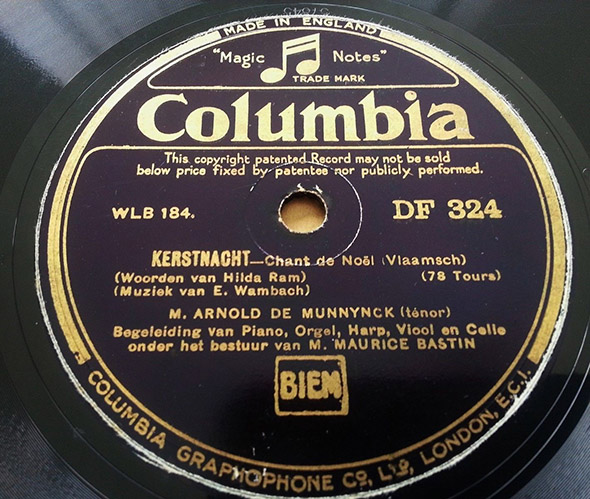 MADE IN ENGLAND
"Magic Notes"
TRADE MARK
Columbia
This copyright patented Record may not be sold
below price fixed by patentee nor publicly performed.
WLB 184. DF 324
KERSTNACHT—Chant de Noël (Vlaamsch)
(Woorden van Hilda Ram) (78 Tours)
(Muziek van E. Wambach)
M. ARNOLD DE MUNNYNCK (ténor)
Begeleiding van Piano, Orgel, Harp, Viool en Celle
onder het bestuur van M. MAURICE BASTIN
BIEM
COLUMBIA GRAPHOPHONE CO. LTD. LONDON, E.C.1.